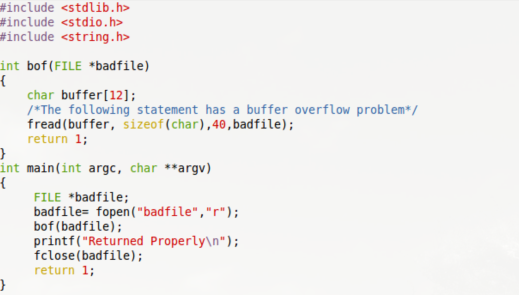 #include <stdlib.h>
#include <stdio.h>
#include <string.h>
int bof(FILE *badfile)
{
char buffer[12];
/*The following statement has a buffer overflow problem*/
fread(buffer, sizeof(char),40,badfile);
return 1;
}
int main(int argc, char **argv)
{
FILE *badfile;
badfile= fopen("badfile","r");
bof(badfile);
printf("Returned Properly\n");
fclose(badfile);
return 1;
}